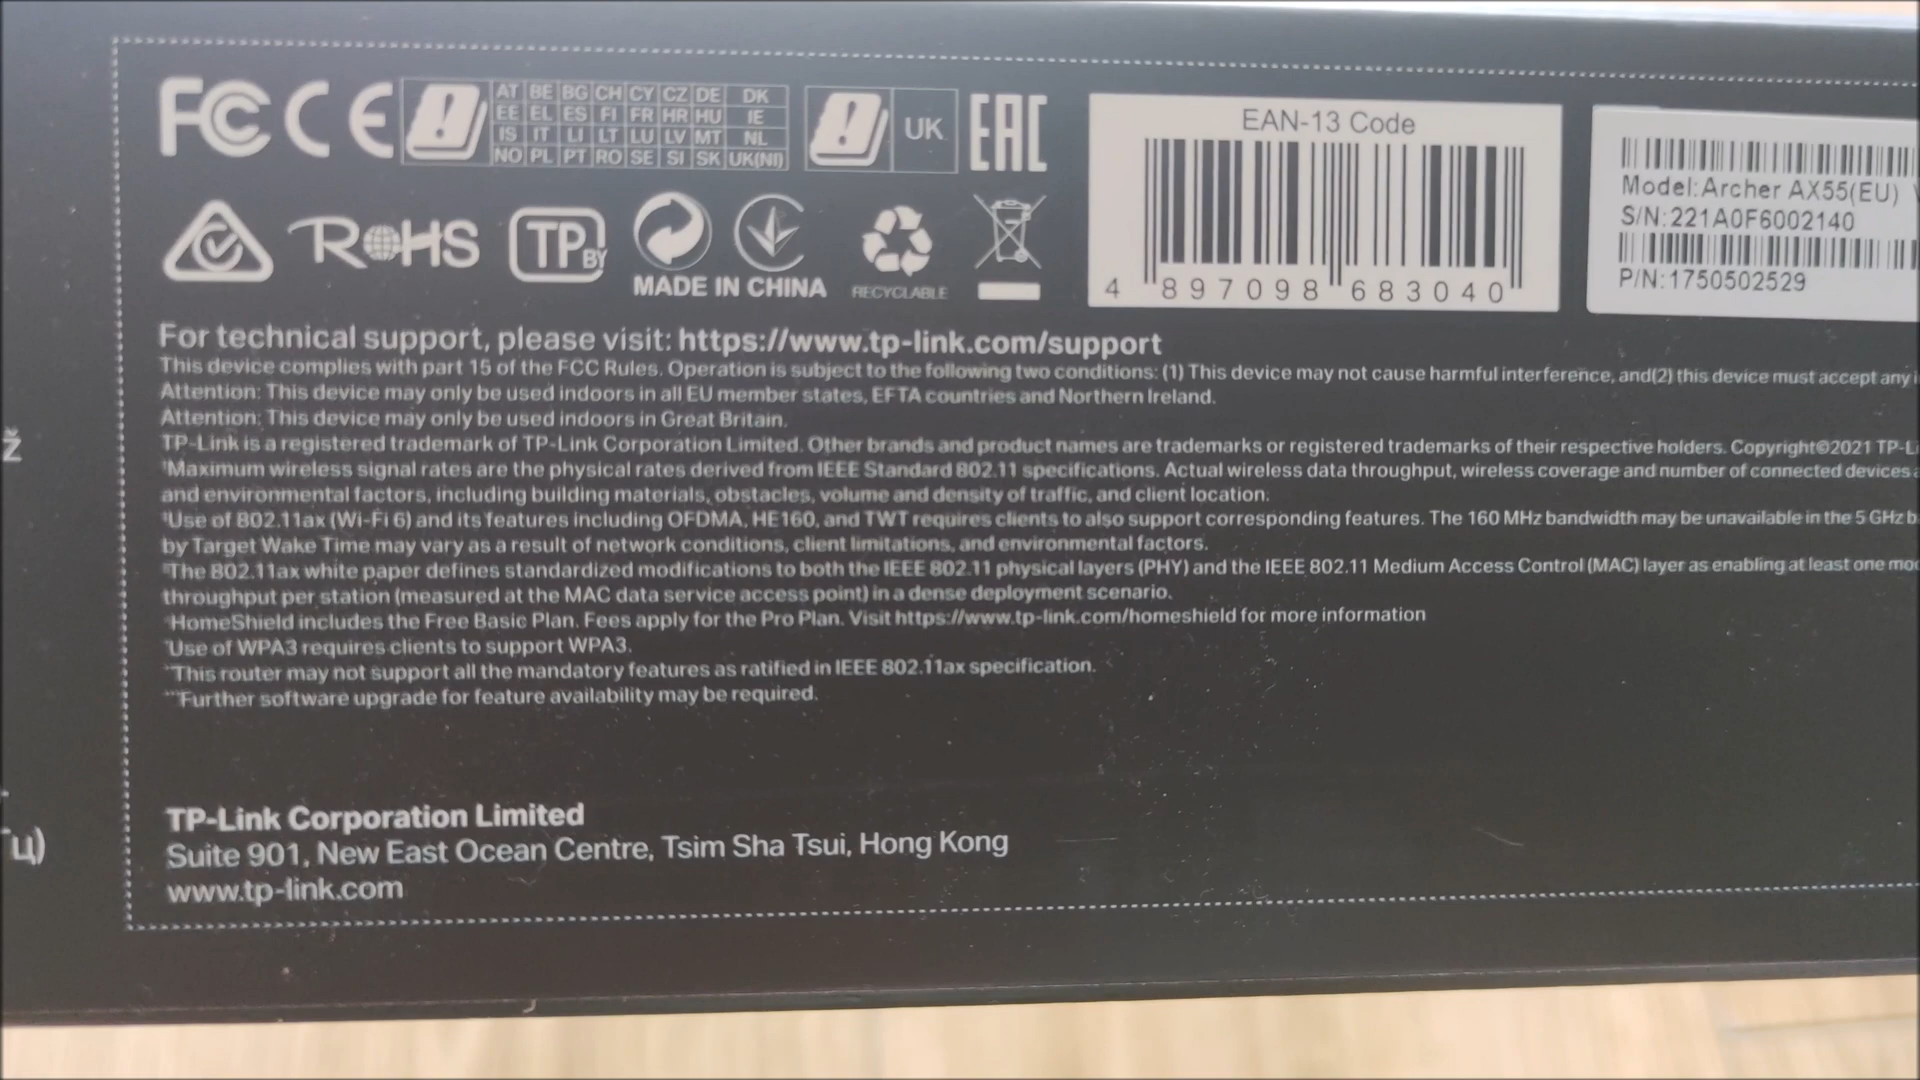 FC CE
AT BE BG CH CY CZ DE DK
EE EL ES FI FR HR HU IE
IS IT LI LT LU LV MT NL
NO PL PT RO SE SI SK UK(NI)
UK
EAC
RoHS
TP BY
MADE IN CHINA
RECYCLABLE
EAN-13 Code
4 897098 683040
Model:Archer AX55(EU)
S/N:221A0F6002140
P/N:1750502529
For technical support, please visit: https://www.tp-link.com/support
This device complies with part 15 of the FCC Rules. Operation is subject to the following two conditions: (1) This device may not cause harmful interference, and(2) this device must accept any
Attention: This device may only be used indoors in all EU member states, EFTA countries and Northern Ireland.
Attention: This device may only be used indoors in Great Britain.
TP-Link is a registered trademark of TP-Link Corporation Limited. Other brands and product names are trademarks or registered trademarks of their respective holders. Copyright©2021 TP-Li
Maximum wireless signal rates are the physical rates derived from IEEE Standard 802.11 specifications. Actual wireless data throughput, wireless coverage and number of connected devices
and environmental factors, including building materials, obstacles, volume and density of traffic, and client location.
Use of 802.11ax (Wi-Fi 6) and its features including OFDMA, HE160, and TWT requires clients to also support corresponding features. The 160 MHz bandwidth may be unavailable in the 5 GHz b
by Target Wake Time may vary as a result of network conditions, client limitations, and environmental factors.
The 802.11ax white paper defines standardized modifications to both the IEEE 802.11 physical layers (PHY) and the IEEE 802.11 Medium Access Control (MAC) layer as enabling at least one mo
throughput per station (measured at the MAC data service access point) in a dense deployment scenario.
HomeShield includes the Free Basic Plan. Fees apply for the Pro Plan. Visit https://www.tp-link.com/homeshield for more information
Use of WPA3 requires clients to support WPA3.
This router may not support all the mandatory features as ratified in IEEE 802.11ax specification.
Further software upgrade for feature availability may be required.
ž
ц)
TP-Link Corporation Limited
Suite 901, New East Ocean Centre, Tsim Sha Tsui, Hong Kong
www.tp-link.com